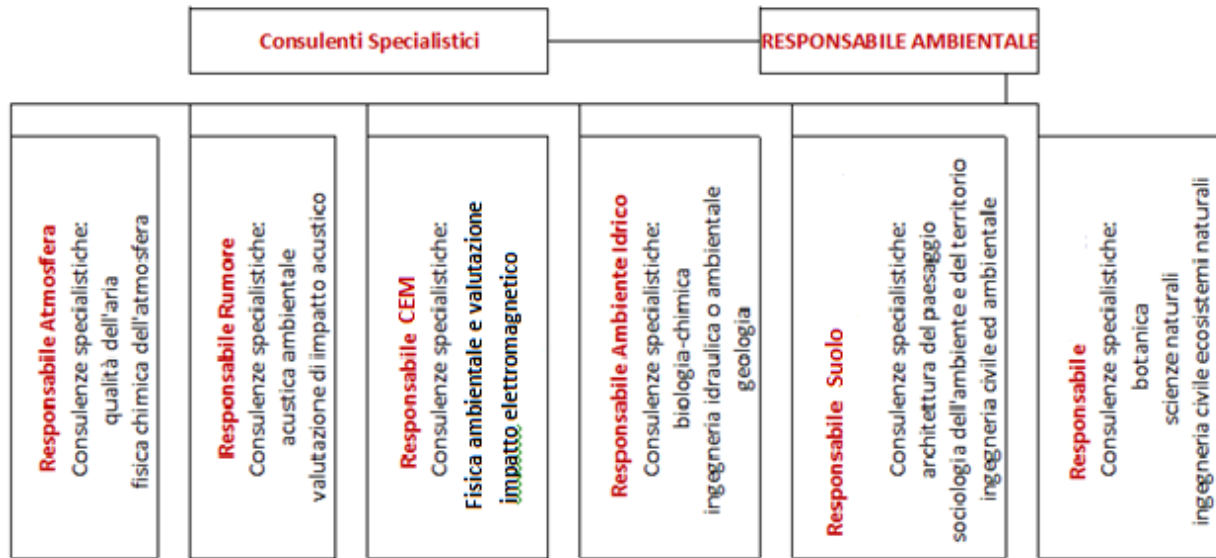 Consulenti Specialistici
RESPONSABILE AMBIENTALE
Responsabile Atmosfera
Consulenze specialistiche:
qualità dell'aria
fisica chimica dell'atmosfera
Responsabile Rumore
Consulenze specialistiche:
acustica ambientale
valutazione di impatto acustico
Responsabile CEM
Consulenze specialistiche:
Fisica ambientale e valutazione
impatto elettromagnetico
Responsabile Ambiente Idrico
Consulenze specialistiche:
biologia-chimica
ingegneria idraulica o ambientale
geologia
Responsabile Suolo
Consulenze specialistiche:
architettura del paesaggio
sociologia dell'ambiente e del territorio
ingegneria civile ed ambientale
Responsabile
Consulenze specialistiche:
botanica
scienze naturali
ingegneria civile ecosistemi naturali